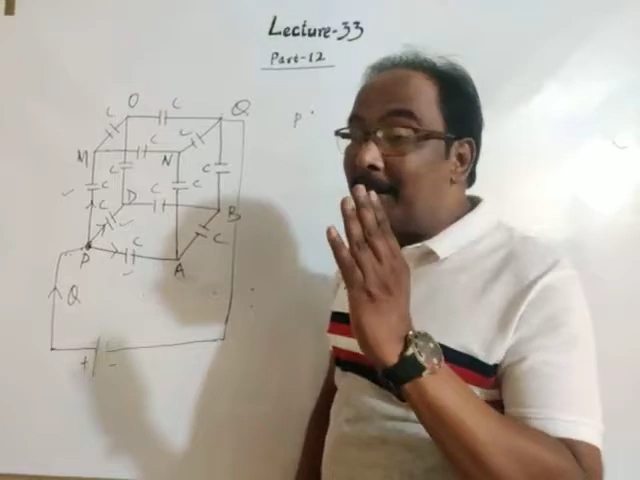 Lecture-33
Part-12
O C Q
C
M C N C
C C C C
C D C B
C C
P C A
Q
+ -
P